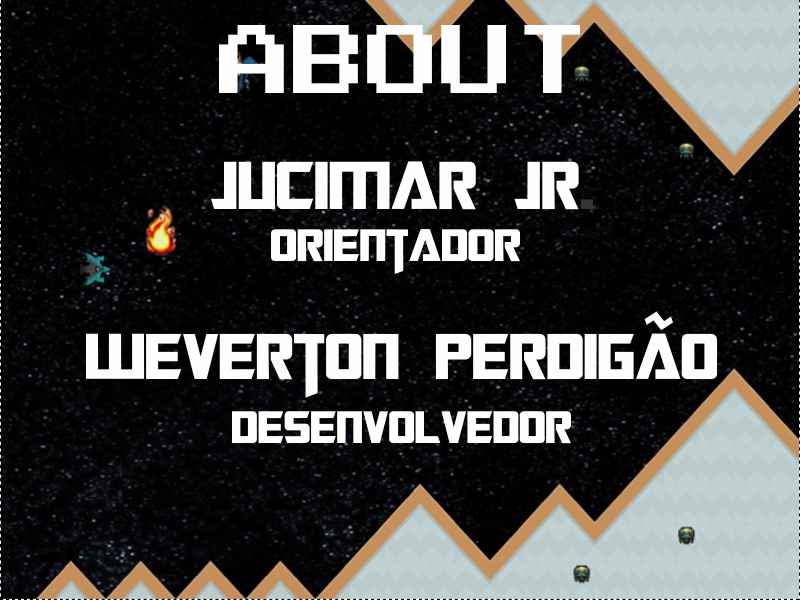 ABOUT
JUCIMAR JR.
ORIENTADOR
WEVERTON PERDIGÃO
DESENVOLVEDOR